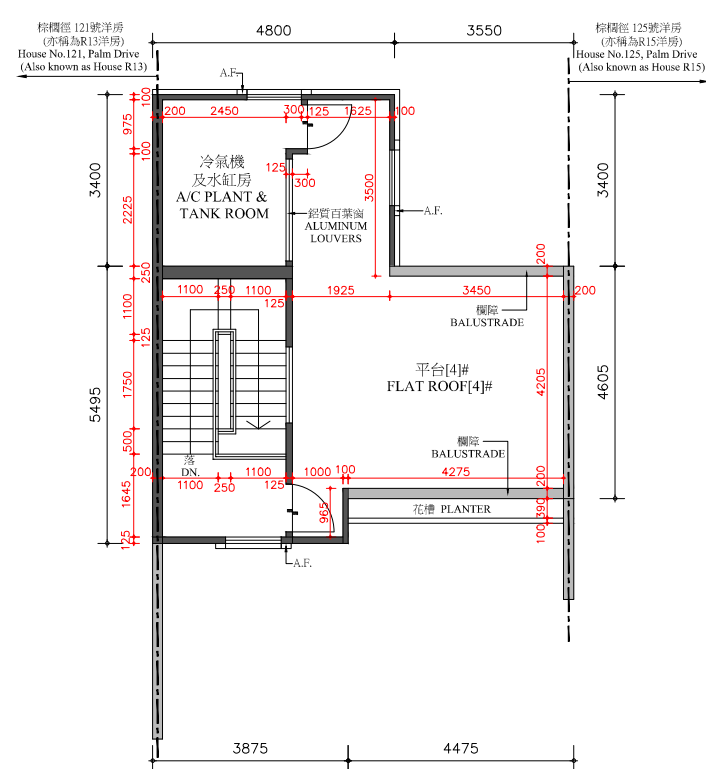 棕櫚徑 121號洋房
(亦稱為R13洋房)
House No.121, Palm Drive
(Also known as House R13)
4800
3550
棕櫚徑 125號洋房
(亦稱為R15洋房)
House No.125, Palm Drive
(Also known as House R15)
A.F.
100
200
2450
300
125
1625
100
975
100
3400
冷氣機
及水缸房
A/C PLANT &
TANK ROOM
125
300
3500
3400
2225
鋁質百葉窗
ALUMINUM
LOUVERS
A.F.
250
200
1100
250
1100
125
1925
3450
200
1100
125
欄障
BALUSTRADE
平台[4]#
FLAT ROOF[4]#
1750
5495
4205
4605
500
落
DN.
欄障
BALUSTRADE
200
1100
250
1100
125
1000
100
4275
200
1645
965
花槽 PLANTER
390
100
125
A.F.
3875
4475